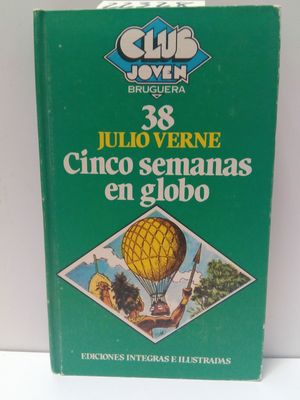 CLUB
JOVEN
BRUGUERA
38
JULIO VERNE
Cinco semanas
en globo
EDICIONES INTEGRAS E ILUSTRADAS